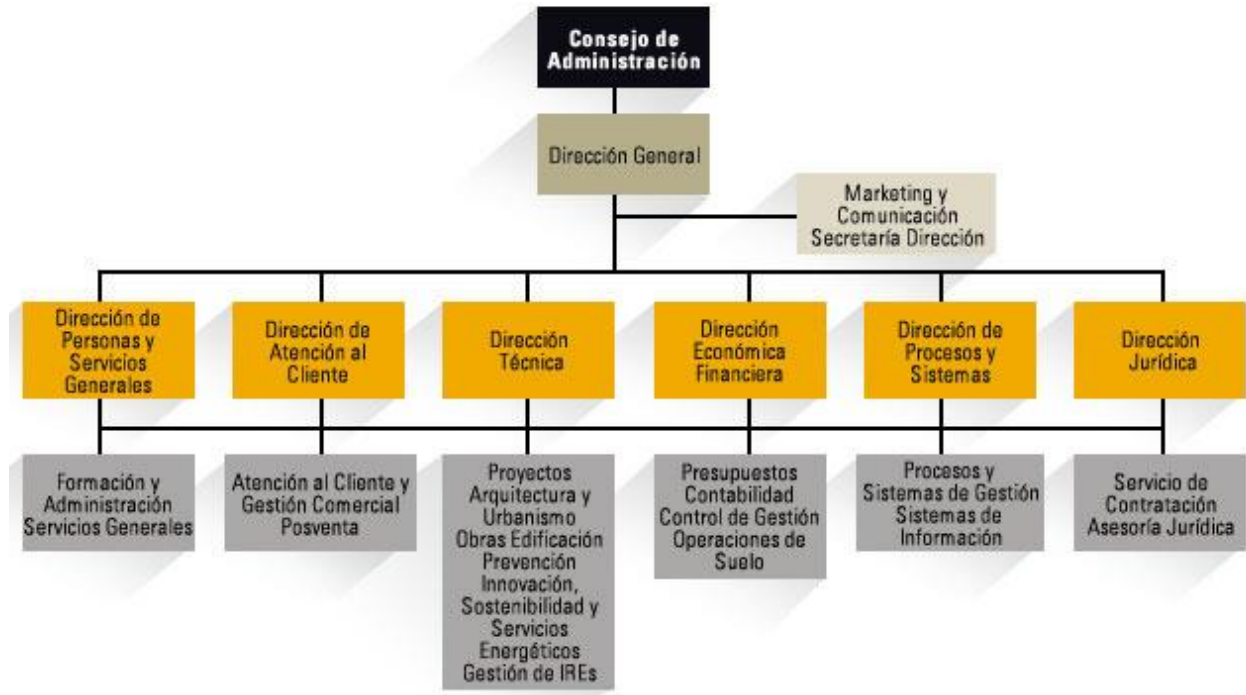 Consejo de
Administración
Dirección General
Marketing y
Comunicación
Secretaría Dirección
Dirección de
Personas y
Servicios
Generales
Dirección de
Atención al
Cliente
Dirección
Técnica
Dirección
Económica
Financiera
Dirección de
Procesos y
Sistemas
Dirección
Jurídica
Formación y
Administración
Servicios Generales
Atención al Cliente y
Gestión Comercial
Posventa
Proyectos
Arquitectura y
Urbanismo
Obras Edificación
Prevención
Innovación,
Sostenibilidad y
Servicios
Energéticos
Gestión de IREs
Presupuestos
Contabilidad
Control de Gestión
Operaciones de
Suelo
Procesos y
Sistemas de Gestión
Sistemas de
Información
Servicio de
Contratación
Asesoría Jurídica